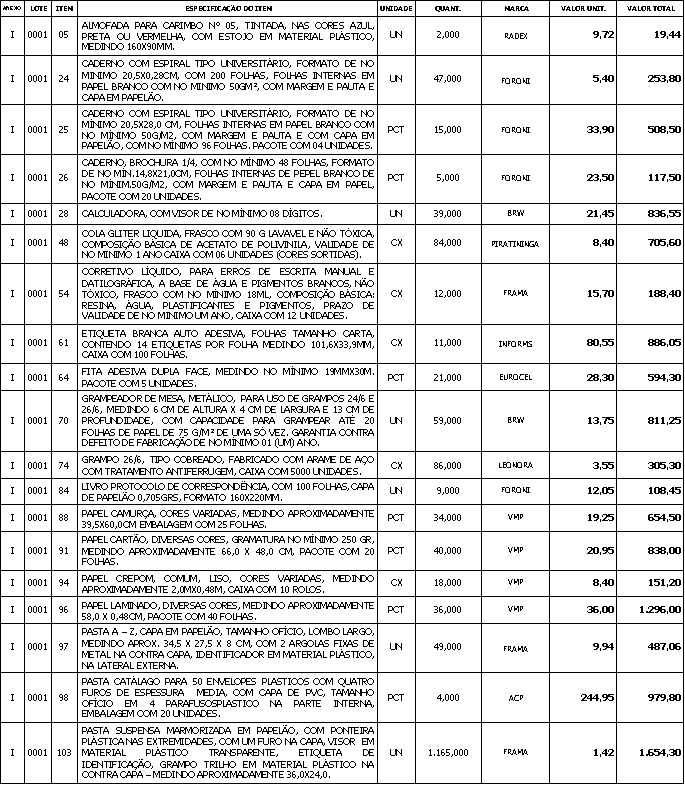 ANEXO LOTE ITEM ESPECIFICAÇÃO DO ITEM UNIDADE QUANT. MARCA VALOR UNIT. VALOR TOTAL
I 0001 05 ALMOFADA PARA CARIMBO Nº 05, TINTADA, NAS CORES AZUL,
PRETA OU VERMELHA, COM ESTOJO EM MATERIAL PLÁSTICO,
MEDINDO 160X90MM. UN 2,000 RADEX 9,72 19,44
I 0001 24 CADERNO COM ESPIRAL TIPO UNIVERSITÁRIO, FORMATO DE NO
MINIMO 20,5X0,28CM, COM 200 FOLHAS, FOLHAS INTERNAS EM
PAPEL BRANCO COM NO MINIMO 50GM², COM MARGEM E PAUTA E
CAPA EM PAPELÃO. UN 47,000 FORONI 5,40 253,80
I 0001 25 CADERNO COM ESPIRAL TIPO UNIVERSITÁRIO, FORMATO DE NO
MÍNIMO 20,5X28,0 CM, FOLHAS INTERNAS EM PAPEL BRANCO COM
NO MÍNIMO 50G/M2, COM MARGEM E PAUTA E COM CAPA EM
PAPELÃO, COM NO MÍNIMO 96 FOLHAS. PACOTE COM 04 UNIDADES. PCT 15,000 FORONI 33,90 508,50
I 0001 26 CADERNO, BROCHURA 1/4, COM NO MÍNIMO 48 FOLHAS, FORMATO
DE NO MÍN.14,8X21,0CM, FOLHAS INTERNAS DE PEPEL BRANCO DE
NO MÍNIM.50G/M2, COM MARGEM E PAUTA E CAPA EM PAPEL,
PACOTE COM 20 UNIDADES. PCT 5,000 FORONI 23,50 117,50
I 0001 28 CALCULADORA, COM VISOR DE NO MÍNIMO 08 DÍGITOS. UN 39,000 BRW 21,45 836,55
I 0001 48 COLA GLITER LIQUIDA, FRASCO COM 90 G LAVAVEL E NÃO TÓXICA,
COMPOSIÇÃO BÁSICA DE ACETATO DE POLIVINILA, VALIDADE DE
NO MINIMO 1 ANO CAIXA COM 06 UNIDADES (CORES SORTIDAS). CX 84,000 PIRATININGA 8,40 705,60
I 0001 54 CORRETIVO LÍQUIDO, PARA ERROS DE ESCRITA MANUAL E
DATILOGRÁFICA, A BASE DE ÁGUA E PIGMENTOS BRANCOS, NÃO
TÓXICO, FRASCO COM NO MÍNIMO 18ML, COMPOSIÇÃO BÁSICA:
RESINA, ÁGUA, PLASTIFICANTES E PIGMENTOS, PRAZO DE
VALIDADE DE NO MINIMO UM ANO, CAIXA COM 12 UNIDADES. CX 12,000 FRAMA 15,70 188,40
I 0001 61 ETIQUETA BRANCA AUTO ADESIVA, FOLHAS TAMANHO CARTA,
CONTENDO 14 ETIQUETAS POR FOLHA MEDINDO 101,6X33,9MM,
CAIXA COM 100 FOLHAS. CX 11,000 INFORMS 80,55 886,05
I 0001 64 FITA ADESIVA DUPLA FACE, MEDINDO NO MÍNIMO 19MMX30M.
PACOTE COM 5 UNIDADES. PCT 21,000 EUROCEL 28,30 594,30
I 0001 70 GRAMPEADOR DE MESA, METÁLICO, PARA USO DE GRAMPOS 24/6 E
26/6, MEDINDO 6 CM DE ALTURA X 4 CM DE LARGURA E 13 CM DE
PROFUNDIDADE, COM CAPACIDADE PARA GRAMPEAR ATÉ 20
FOLHAS DE PAPEL DE 75 G/M² DE UMA SÓ VEZ. GARANTIA CONTRA
DEFEITO DE FABRICAÇÃO DE NO MÍNIMO 01 (UM) ANO. UN 59,000 BRW 13,75 811,25
I 0001 74 GRAMPO 26/6, TIPO COBREADO, FABRICADO COM ARAME DE AÇO
COM TRATAMENTO ANTIFERRUGEM, CAIXA COM 5000 UNIDADES. CX 86,000 LEONORA 3,55 305,30
I 0001 84 LIVRO PROTOCOLO DE CORRESPONDÊNCIA, COM 100 FOLHAS, CAPA
DE PAPELÃO 0,705GRS, FORMATO 160X220MM. UN 9,000 FORONI 12,05 108,45
I 0001 88 PAPEL CAMURÇA, CORES VARIADAS, MEDINDO APROXIMADAMENTE
39,5X60,0CM EMBALAGEM COM 25 FOLHAS. PCT 34,000 VMP 19,25 654,50
I 0001 91 PAPEL CARTÃO, DIVERSAS CORES, GRAMATURA NO MÍNIMO 250 GR,
MEDINDO APROXIMADAMENTE 66,0 X 48,0 CM, PACOTE COM 20
FOLHAS. PCT 40,000 VMP 20,95 838,00
I 0001 94 PAPEL CREPOM, COMUM, LISO, CORES VARIADAS, MEDINDO
APROXIMADAMENTE 2,0MX0,48M, CAIXA COM 10 ROLOS. CX 18,000 VMP 8,40 151,20
I 0001 96 PAPEL LAMINADO, DIVERSAS CORES, MEDINDO APROXIMADAMENTE
58,0 X 0,48CM, PACOTE COM 40 FOLHAS. PCT 36,000 VMP 36,00 1.296,00
I 0001 97 PASTA A – Z, CAPA EM PAPELÃO, TAMANHO OFÍCIO, LOMBO LARGO,
MEDINDO APROX. 34,5 X 27,5 X 8 CM, COM 2 ARGOLAS FIXAS DE
METAL NA CONTRA CAPA, IDENTIFICADOR EM MATERIAL PLÁSTICO,
NA LATERAL EXTERNA. UN 49,000 FRAMA 9,94 487,06
I 0001 98 PASTA CATÁLAGO PARA 50 ENVELOPES PLASTICOS COM QUATRO
FUROS DE ESPESSURA MEDIA, COM CAPA DE PVC, TAMANHO
OFÍCIO EM 4 PARAFUSOSPLASTICO NA PARTE INTERNA,
EMBALAGEM COM 20 UNIDADES. PCT 4,000 ACP 244,95 979,80
I 0001 103 PASTA SUSPENSA MARMORIZADA EM PAPELÃO, COM PONTEIRA
PLÁSTICA NAS EXTREMIDADES, COM UM FURO NA CAPA, VISOR EM
MATERIAL PLÁSTICO TRANSPARENTE, ETIQUETA DE
IDENTIFICAÇÃO, GRAMPO TRILHO EM MATERIAL PLÁSTICO NA
CONTRA CAPA – MEDINDO APROXIMADAMENTE 36,0X24,0. UN 1.165,000 FRAMA 1,42 1.654,30